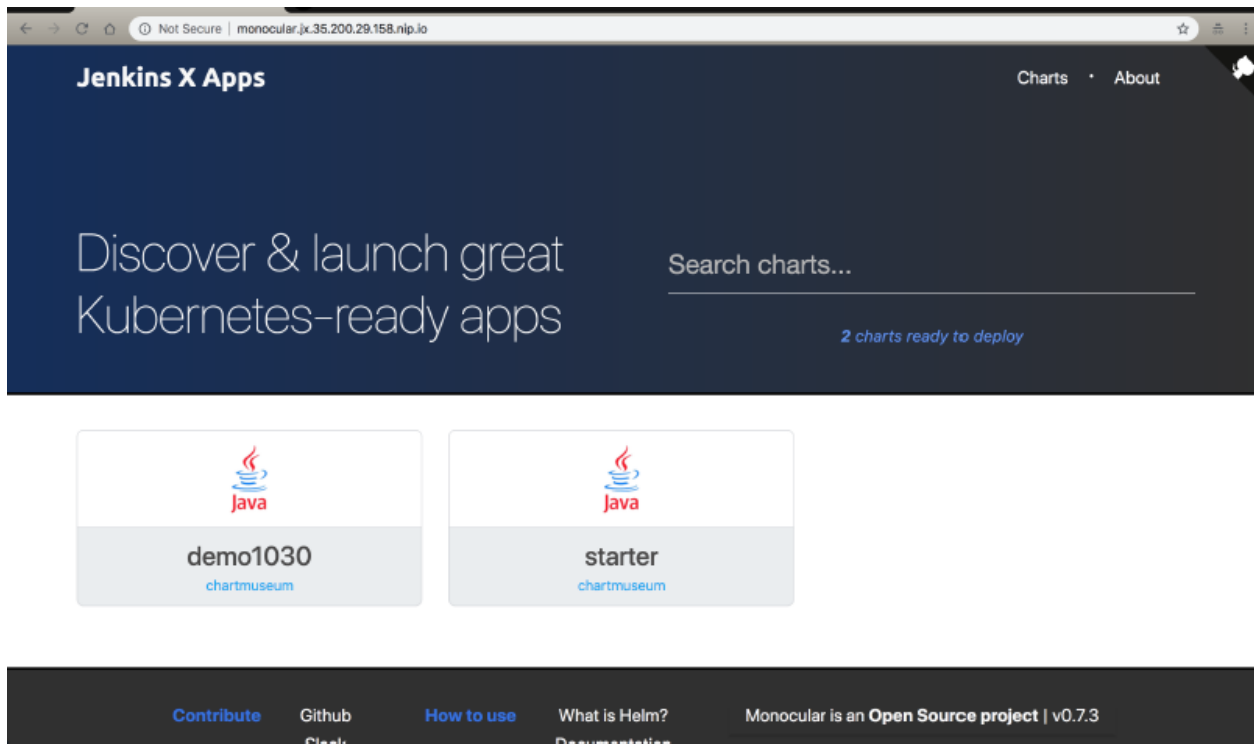 Not Secure | monocular.jx.35.200.29.158.nip.io
Jenkins X Apps
Charts · About
Discover & launch great
Kubernetes-ready apps
Search charts...
2 charts ready to deploy
Java
demo1030
chartmuseum
Java
starter
chartmuseum
Contribute
Github
Slack
How to use
What is Helm?
Documentation
Monocular is an Open Source project | v0.7.3